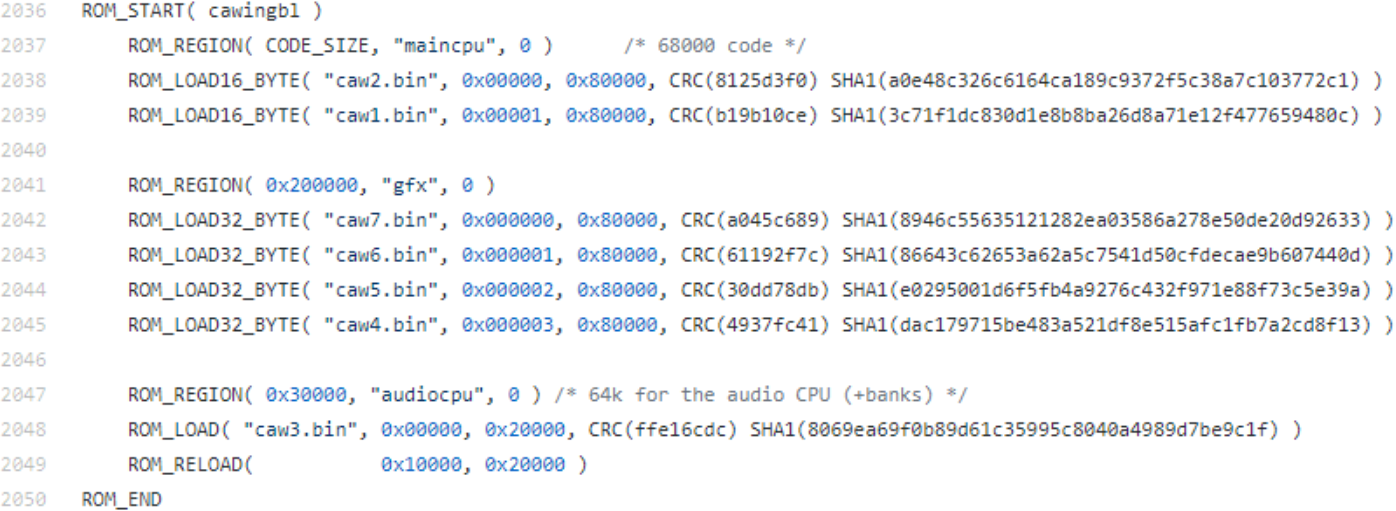 2036 ROM_START( cawingbl )
2037 ROM_REGION( CODE_SIZE, "maincpu", 0 ) /* 68000 code */
2038 ROM_LOAD16_BYTE( "caw2.bin", 0x00000, 0x80000, CRC(8125d3f0) SHA1(a0e48c326c6164ca189c9372f5c38a7c103772c1) )
2039 ROM_LOAD16_BYTE( "caw1.bin", 0x00001, 0x80000, CRC(b19b10ce) SHA1(3c71f1dc830d1e8b8ba26d8a71e12f477659480c) )
2040
2041 ROM_REGION( 0x200000, "gfx", 0 )
2042 ROM_LOAD32_BYTE( "caw7.bin", 0x000000, 0x80000, CRC(a045c689) SHA1(8946c55635121282ea03586a278e50de20d92633) )
2043 ROM_LOAD32_BYTE( "caw6.bin", 0x000001, 0x80000, CRC(61192f7c) SHA1(86643c62653a62a5c7541d50cfdecae9b607440d) )
2044 ROM_LOAD32_BYTE( "caw5.bin", 0x000002, 0x80000, CRC(30dd78db) SHA1(e0295001d6f5fb4a9276c432f971e88f73c5e39a) )
2045 ROM_LOAD32_BYTE( "caw4.bin", 0x000003, 0x80000, CRC(4937fc41) SHA1(dac179715be483a521df8e515afc1fb7a2cd8f13) )
2046
2047 ROM_REGION( 0x30000, "audiocpu", 0 ) /* 64k for the audio CPU (+banks) */
2048 ROM_LOAD( "caw3.bin", 0x00000, 0x20000, CRC(ffe16cdc) SHA1(8069ea69f0b89d61c35995c8040a4989d7be9c1f) )
2049 ROM_RELOAD( 0x10000, 0x20000 )
2050 ROM_END